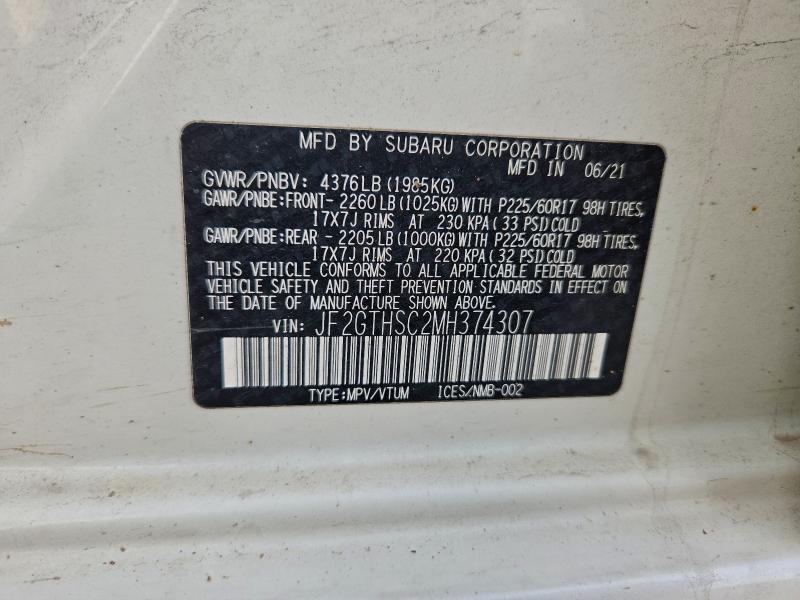 MFD BY SUBARU CORPORATION
MFD IN 06/21
GVWR/PNBV: 4376LB (1985KG)
GAWR/PNBE:FRONT- 2260LB (1025KG) WITH P225/60R17 98H TIRES,
17X7J RIMS AT 230 KPA (33 PSI) COLD
GAWR/PNBE:REAR - 2205LB (1000KG) WITH P225/60R17 98H TIRES,
17X7J RIMS AT 220 KPA (32 PSI) COLD
THIS VEHICLE CONFORMS TO ALL APPLICABLE FEDERAL MOTOR
VEHICLE SAFETY AND THEFT PREVENTION STANDARDS IN EFFECT ON
THE DATE OF MANUFACTURE SHOWN ABOVE.
VIN: JF2GTHSC2MH374307
TYPE:MPV/VTUM ICES/NMB-002